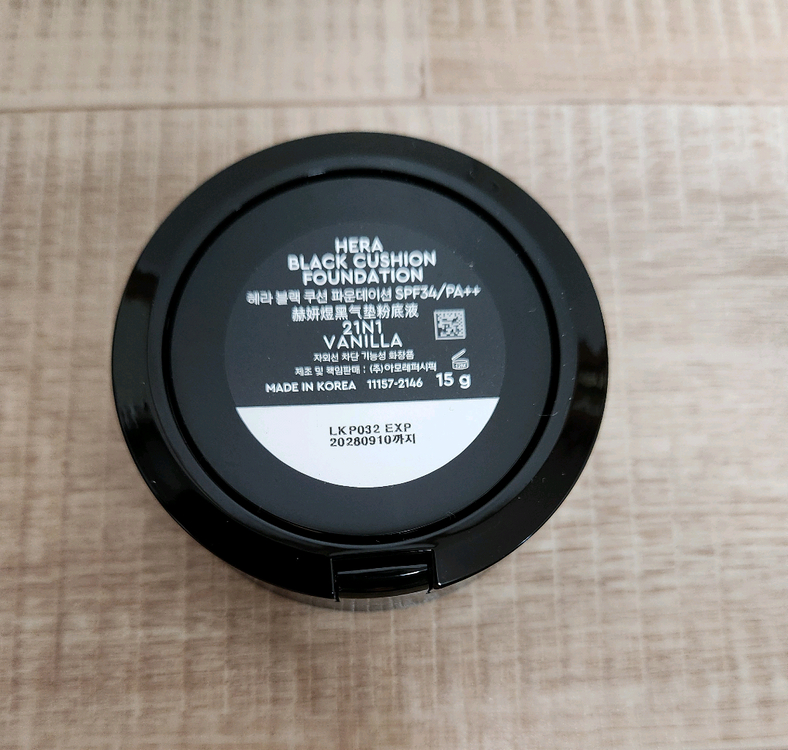 HERA
BLACK CUSHION
FOUNDATION
헤라 블랙 쿠션 파운데이션 SPF34/PA++
赫妍煜黑气垫粉底液
21N1
VANILLA
자외선 차단 기능성 화장품
제조 및 책임판매 : (주)아모레퍼시픽
MADE IN KOREA 11157-2146 15 g
LKP032 EXP
20280910까지